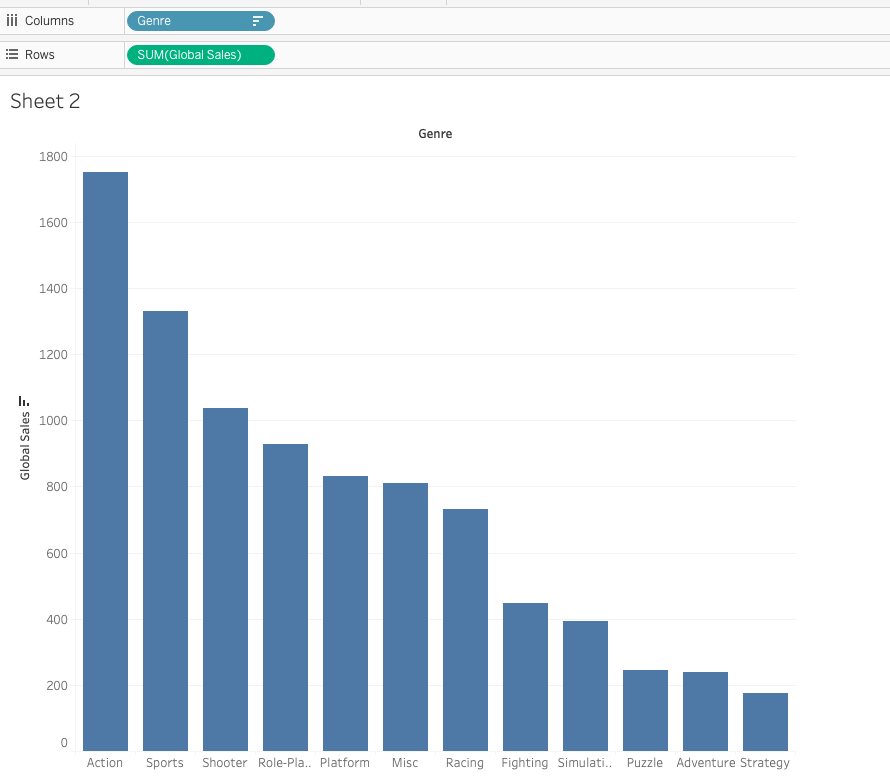 Columns Genre
Rows SUM(Global Sales)
Sheet 2
Genre
1800
1600
1400
1200
1000
800
600
400
200
0
Global Sales
Action Sports Shooter Role-Pla.. Platform Misc Racing Fighting Simulati.. Puzzle Adventure Strategy